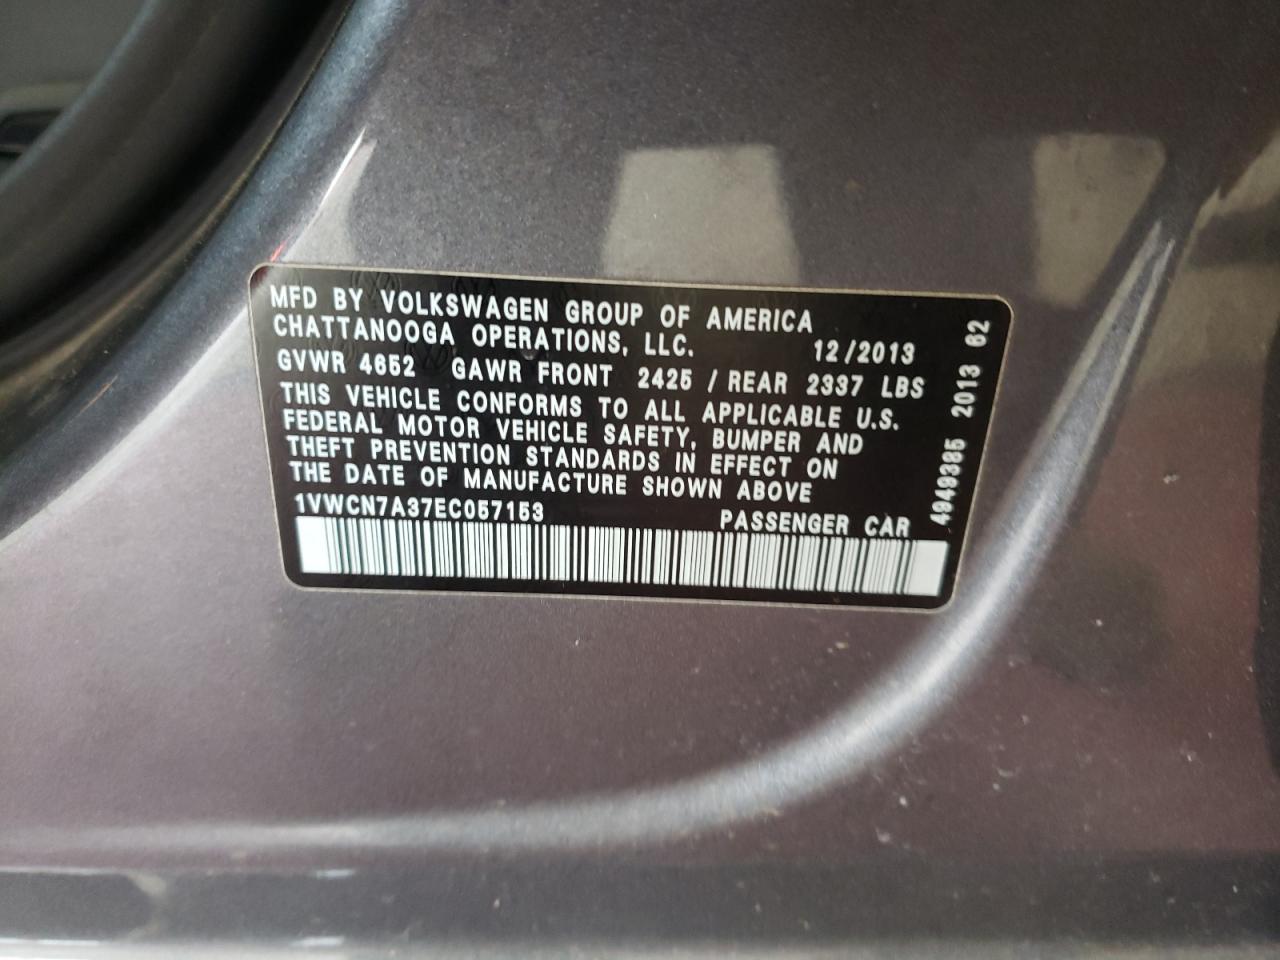 MFD BY VOLKSWAGEN GROUP OF AMERICA
CHATTANOOGA OPERATIONS, LLC. 12/2013
GVWR 4652 GAWR FRONT 2425 / REAR 2337 LBS
THIS VEHICLE CONFORMS TO ALL APPLICABLE U.S.
FEDERAL MOTOR VEHICLE SAFETY, BUMPER AND
THEFT PREVENTION STANDARDS IN EFFECT ON
THE DATE OF MANUFACTURE SHOWN ABOVE
1VWCN7A37EC057153 PASSENGER CAR
4949385 2013 62